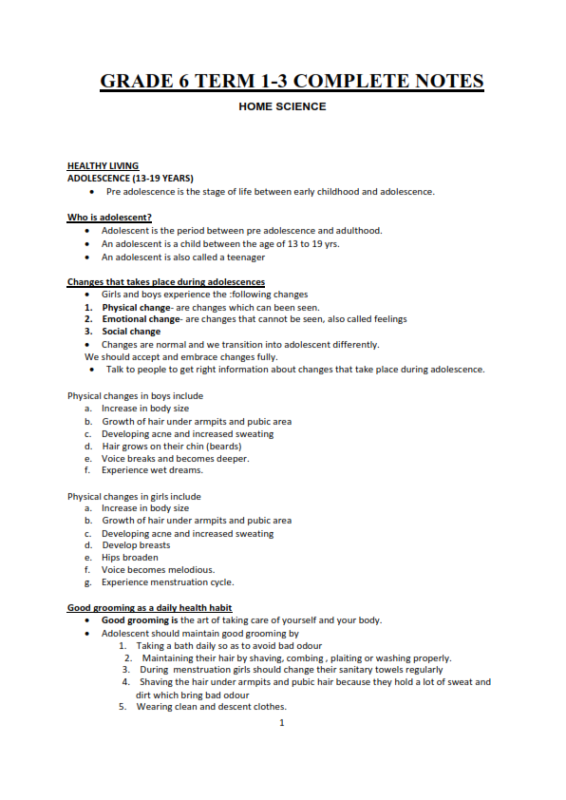 GRADE 6 TERM 1-3 COMPLETE NOTES
HOME SCIENCE
HEALTHY LIVING
ADOLESCENCE (13-19 YEARS)
• Pre adolescence is the stage of life between early childhood and adolescence.
Who is adolescent?
• Adolescent is the period between pre adolescence and adulthood.
• An adolescent is a child between the age of 13 to 19 yrs.
• An adolescent is also called a teenager
Changes that takes place during adolescences
• Girls and boys experience the :following changes
1. Physical change- are changes which can been seen.
2. Emotional change- are changes that cannot be seen, also called feelings
3. Social change
• Changes are normal and we transition into adolescent differently.
We should accept and embrace changes fully.
• Talk to people to get right information about changes that take place during adolescence.
Physical changes in boys include
a. Increase in body size
b. Growth of hair under armpits and pubic area
c. Developing acne and increased sweating
d. Hair grows on their chin (beards)
e. Voice breaks and becomes deeper.
f. Experience wet dreams.
Physical changes in girls include
a. Increase in body size
b. Growth of hair under armpits and pubic area
c. Developing acne and increased sweating
d. Develop breasts
e. Hips broaden
f. Voice becomes melodious.
g. Experience menstruation cycle.
Good grooming as a daily health habit
• Good grooming is the art of taking care of yourself and your body.
• Adolescent should maintain good grooming by
1. Taking a bath daily so as to avoid bad odour
2. Maintaining their hair by shaving, combing , plaiting or washing properly.
3. During menstruation girls should change their sanitary towels regularly
4. Shaving the hair under armpits and pubic hair because they hold a lot of sweat and
dirt which bring bad odour
5. Wearing clean and descent clothes.
1